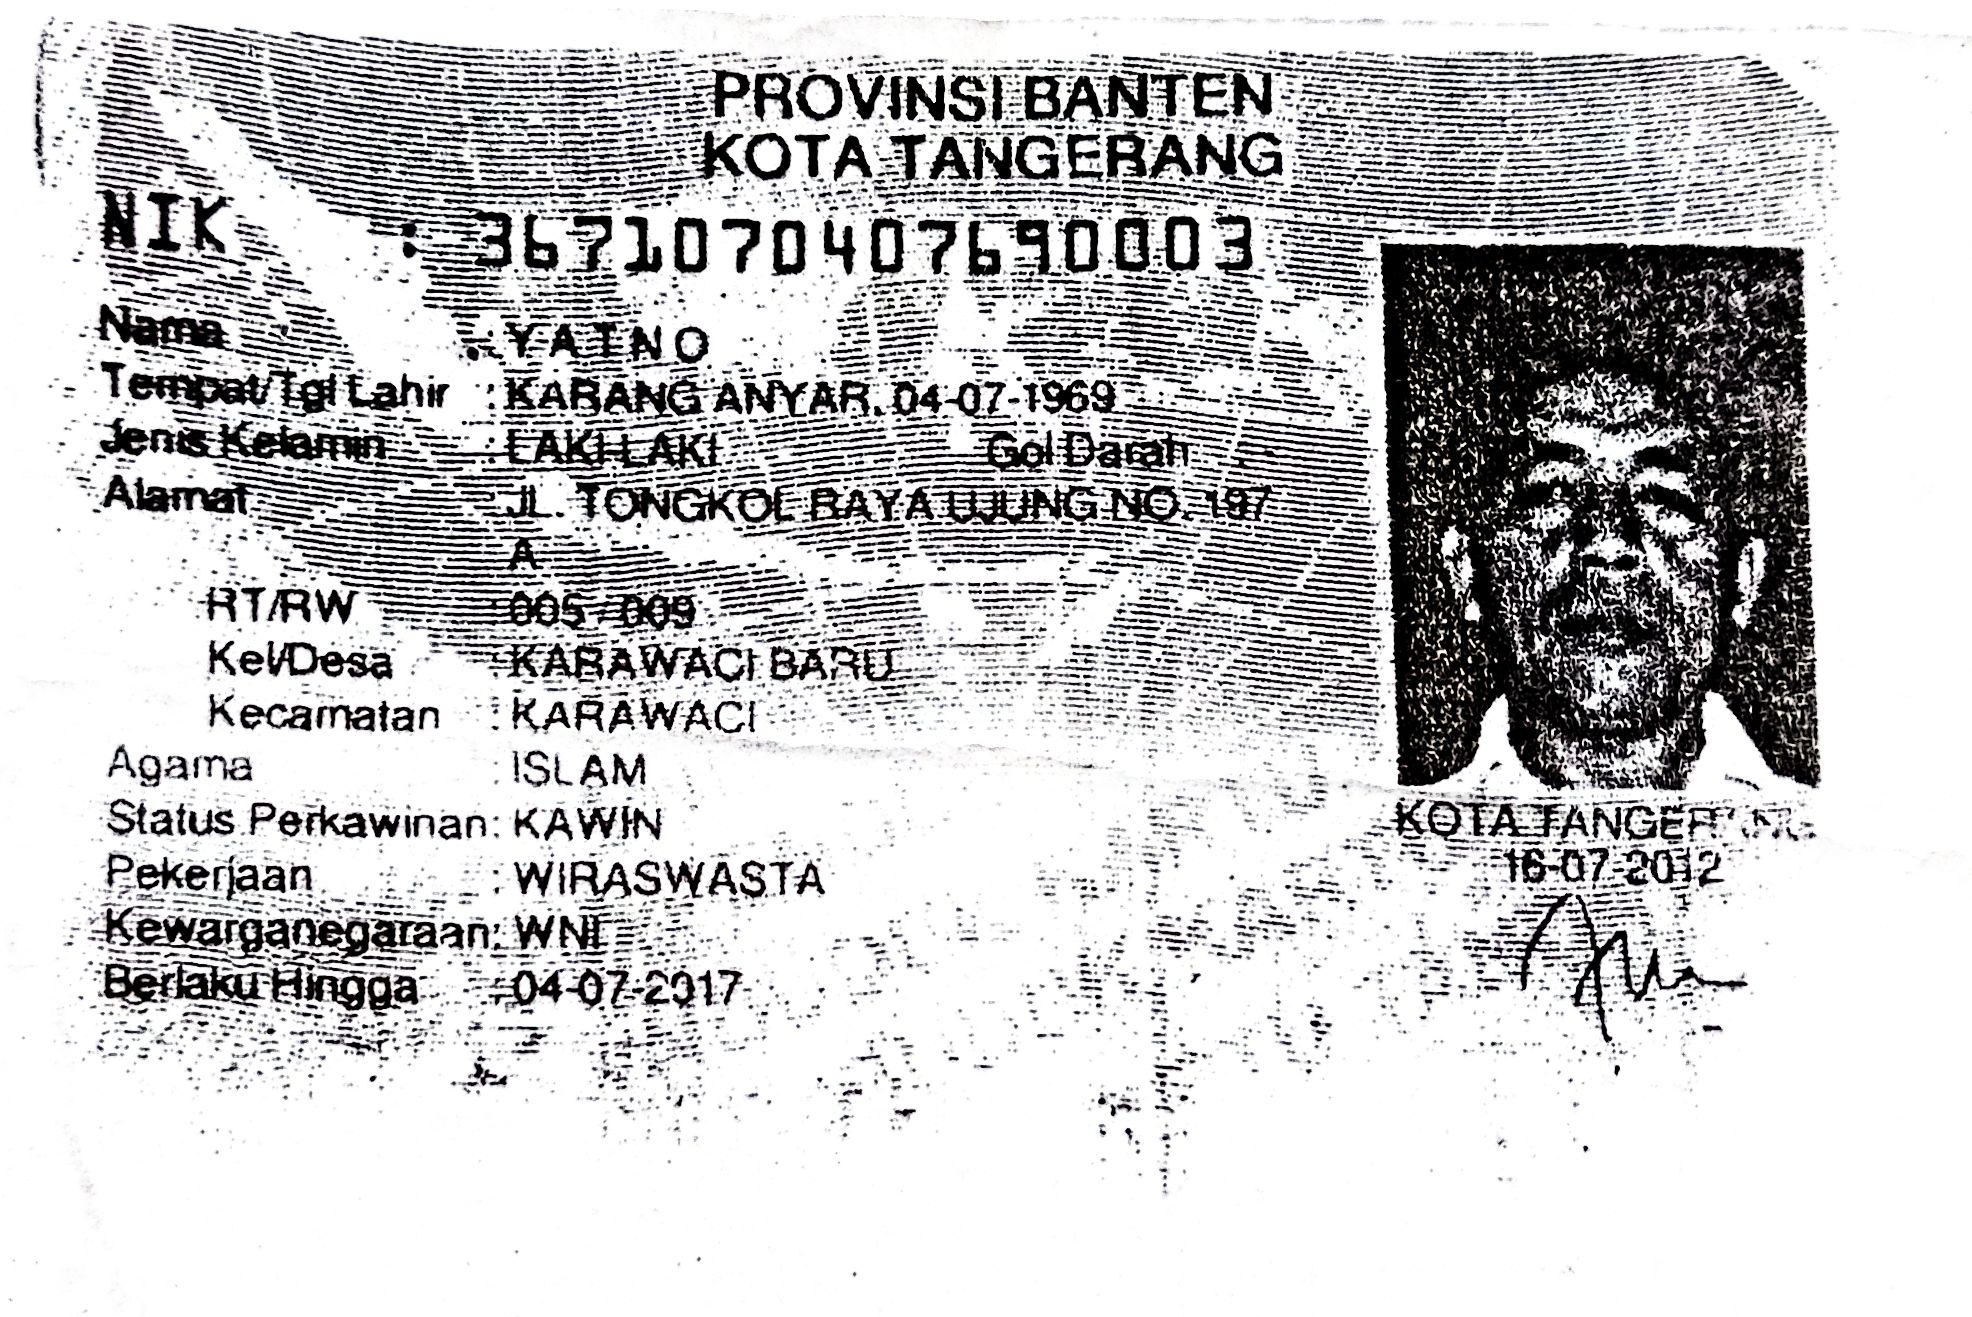 PROVINSI BANTEN
KOTA TANGERANG
NIK : 3671070407690003
Nama : YATNO
Tempat/Tgl Lahir : KARANG ANYAR, 04-07-1969
Jenis Kelamin : LAKI-LAKI Gol Darah : -
Alamat : JL. TONGKOL RAYA UJUNG NO. 197
A
RT/RW : 005 / 009
Kel/Desa : KARAWACI BARU
Kecamatan : KARAWACI
Agama : ISLAM
Status Perkawinan : KAWIN
Pekerjaan : WIRASWASTA
Kewarganegaraan : WNI
Berlaku Hingga : 04-07-2017
KOTA TANGERANG
16-07-2012